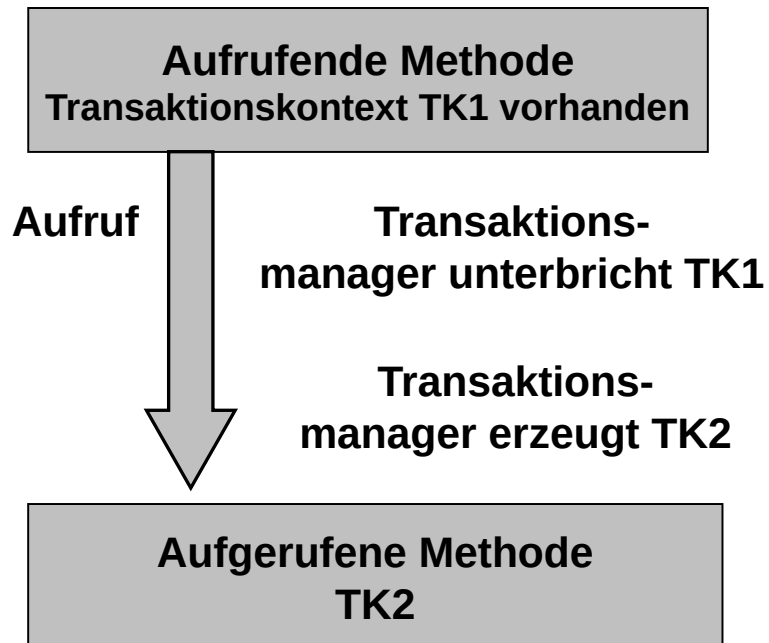 Aufrufende Methode
Transaktionskontext TK1 vorhanden
Aufruf
Transaktions-
manager unterbricht TK1
Transaktions-
manager erzeugt TK2
Aufgerufene Methode
TK2